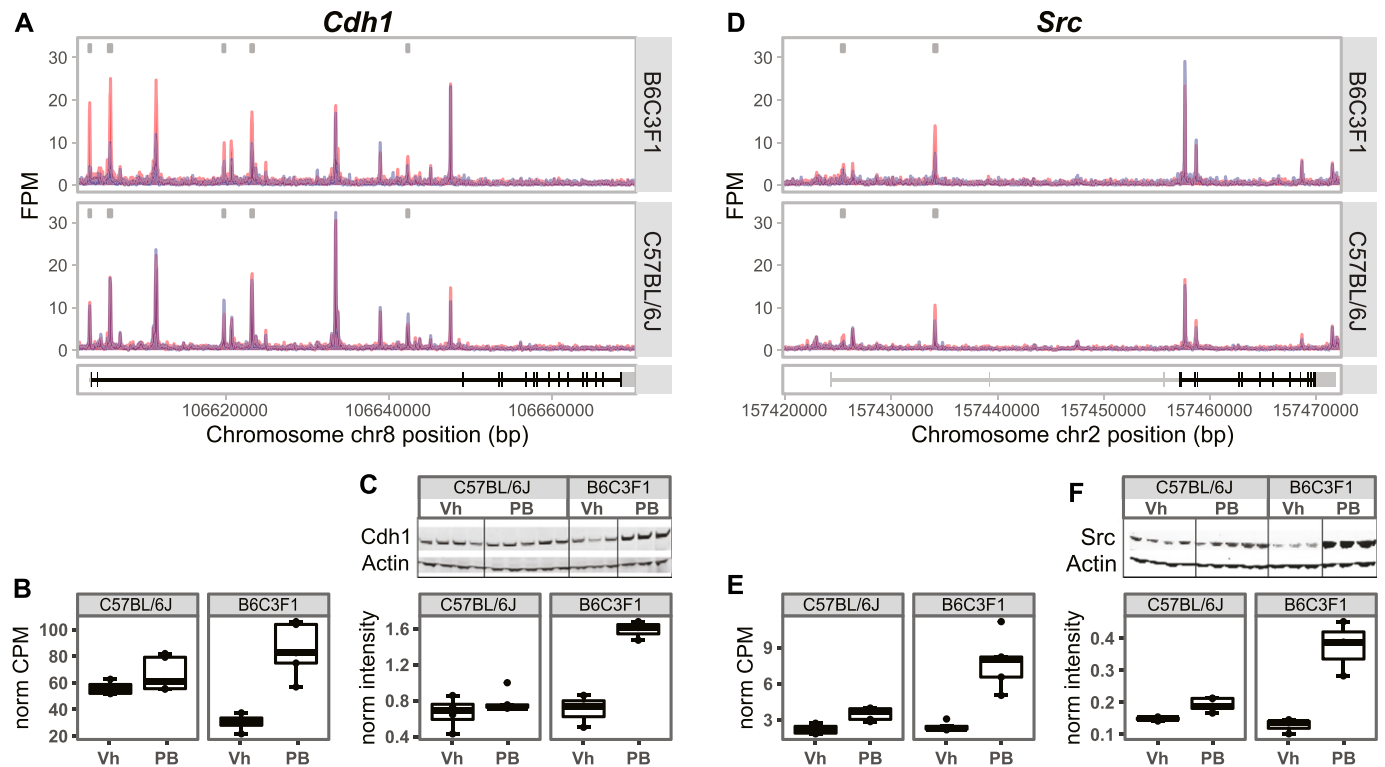 A
Cdh1
FPM
30
20
10
0
B6C3F1
30
20
10
0
C57BL/6J
106620000 106640000 106660000
Chromosome chr8 position (bp)
D
Src
FPM
30
20
10
0
B6C3F1
30
20
10
0
C57BL/6J
157420000 157430000 157440000 157450000 157460000 157470000
Chromosome chr2 position (bp)
B
C57BL/6J B6C3F1
norm CPM
100
80
60
40
20
Vh PB Vh PB
C
C57BL/6J B6C3F1
Vh PB Vh PB
Cdh1
Actin
C57BL/6J B6C3F1
norm intensity
1.6
1.2
0.8
0.4
Vh PB Vh PB
E
C57BL/6J B6C3F1
norm CPM
9
6
3
Vh PB Vh PB
F
C57BL/6J B6C3F1
Vh PB Vh PB
Src
Actin
C57BL/6J B6C3F1
norm intensity
0.4
0.3
0.2
0.1
Vh PB Vh PB